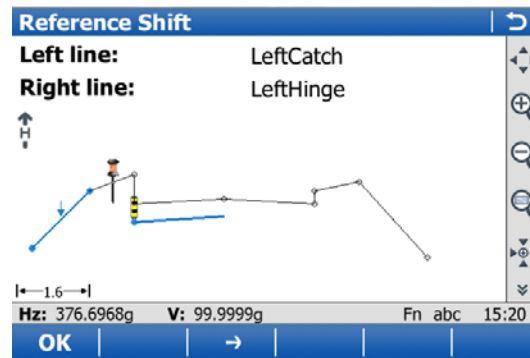 Reference Shift
Left line: LeftCatch
Right line: LeftHinge
H
1.6
Hz: 376.6968g V: 99.9999g Fn abc 15:20
OK